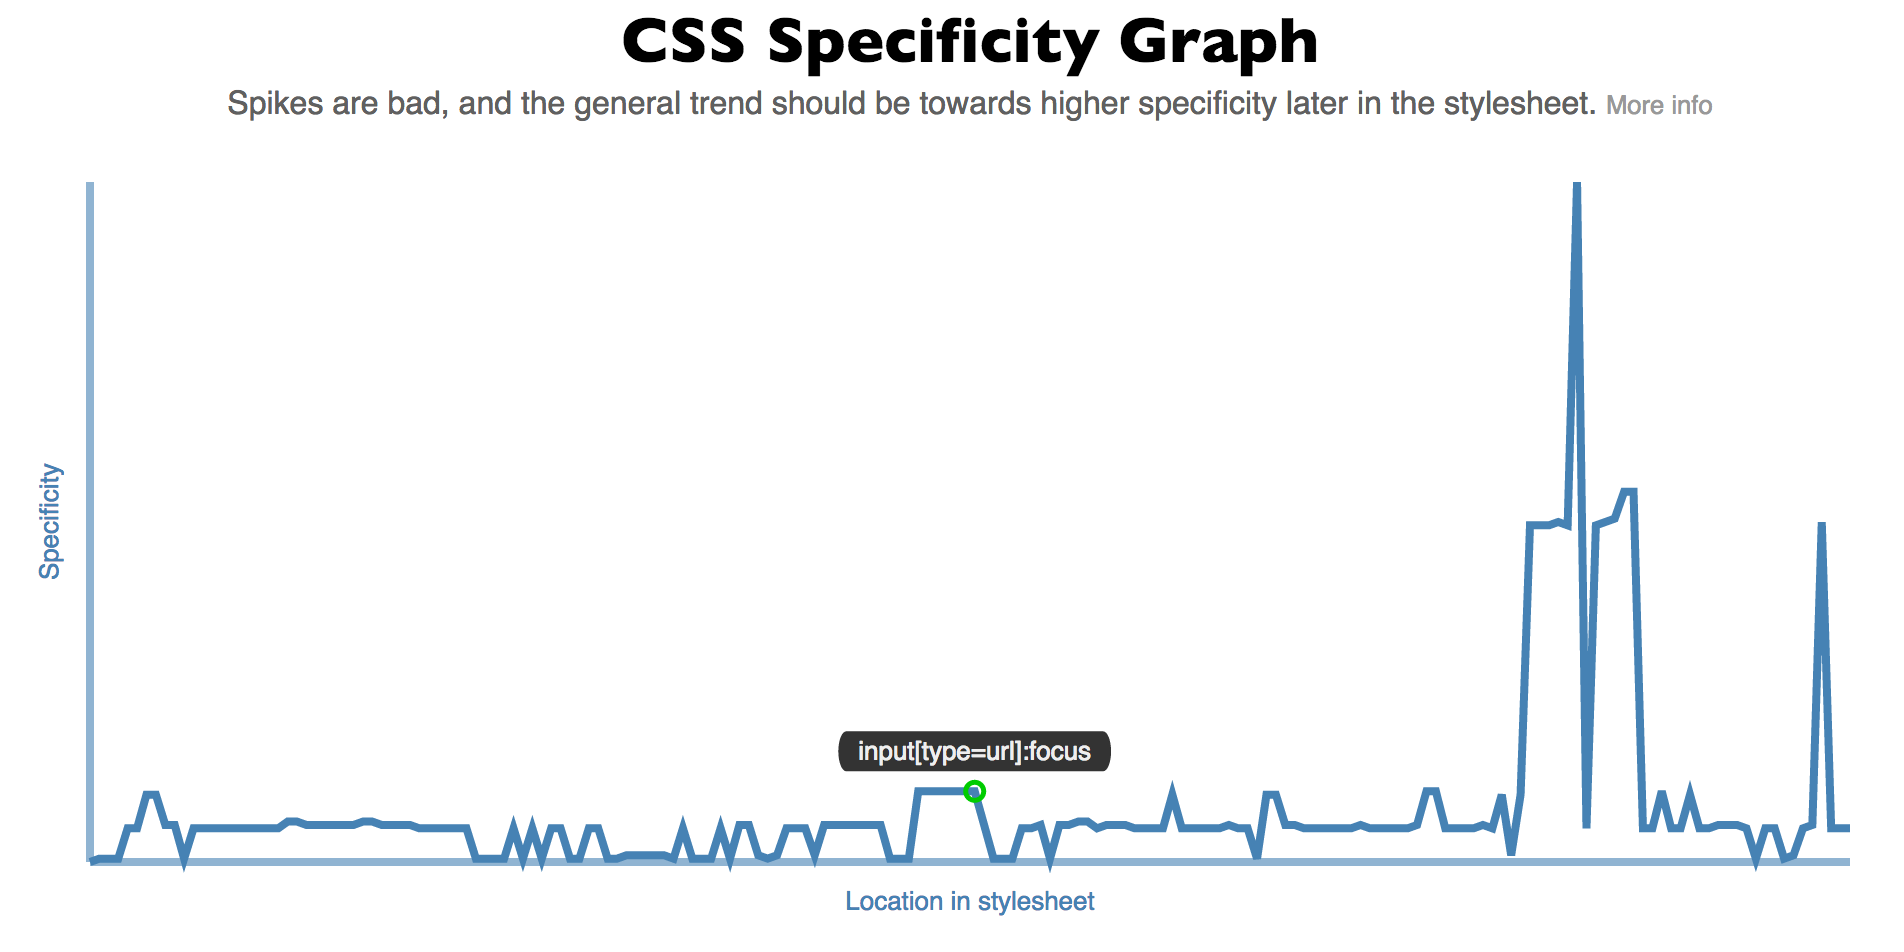 CSS Specificity Graph
Spikes are bad, and the general trend should be towards higher specificity later in the stylesheet. More info
Specificity
input[type=url]:focus
Location in stylesheet